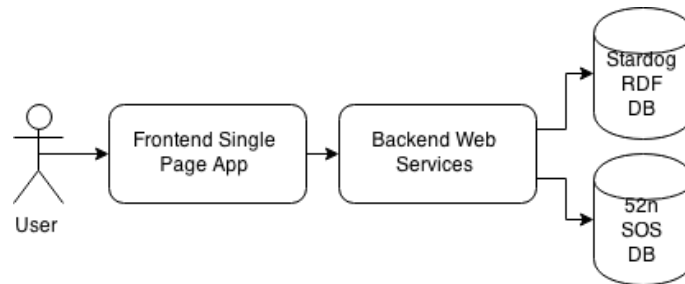 User
Frontend Single
Page App
Backend Web
Services
Stardog
RDF
DB
52n
SOS
DB